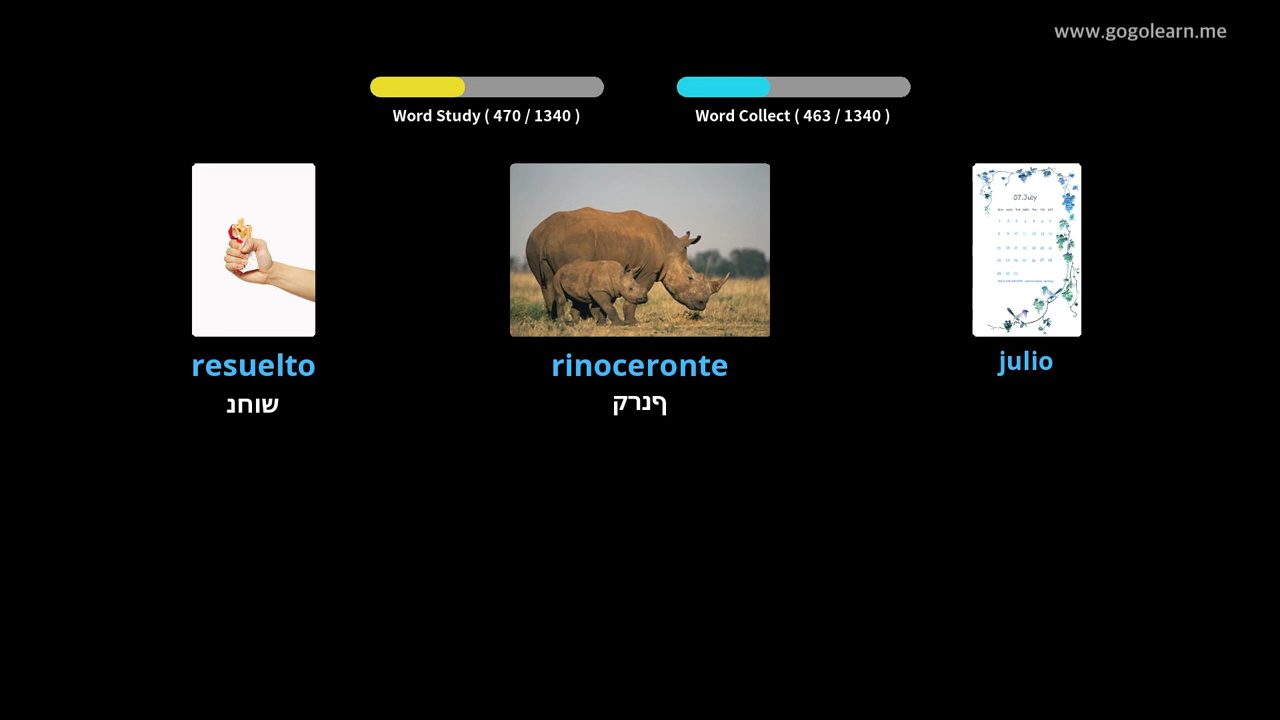 www.gogolearn.me
Word Study ( 470 / 1340 )
Word Collect ( 463 / 1340 )
resuelto
rinoceronte
julio
שוחנ
ףנרק
07.July